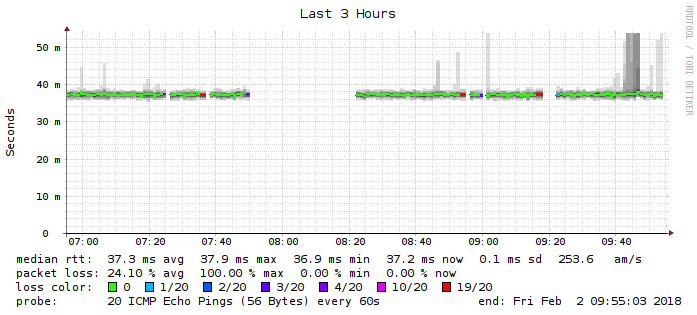 Last 3 Hours
RRDTOOL / TOBI OETIKER
Seconds
50 m
40 m
30 m
20 m
10 m
0
07:00 07:20 07:40 08:00 08:20 08:40 09:00 09:20 09:40
median rtt: 37.3 ms avg 37.9 ms max 36.9 ms min 37.2 ms now 0.1 ms sd 253.6 am/s
packet loss: 24.10 % avg 100.00 % max 0.00 % min 0.00 % now
loss color: 0 1/20 2/20 3/20 4/20 10/20 19/20
probe: 20 ICMP Echo Pings (56 Bytes) every 60s end: Fri Feb 2 09:55:03 2018